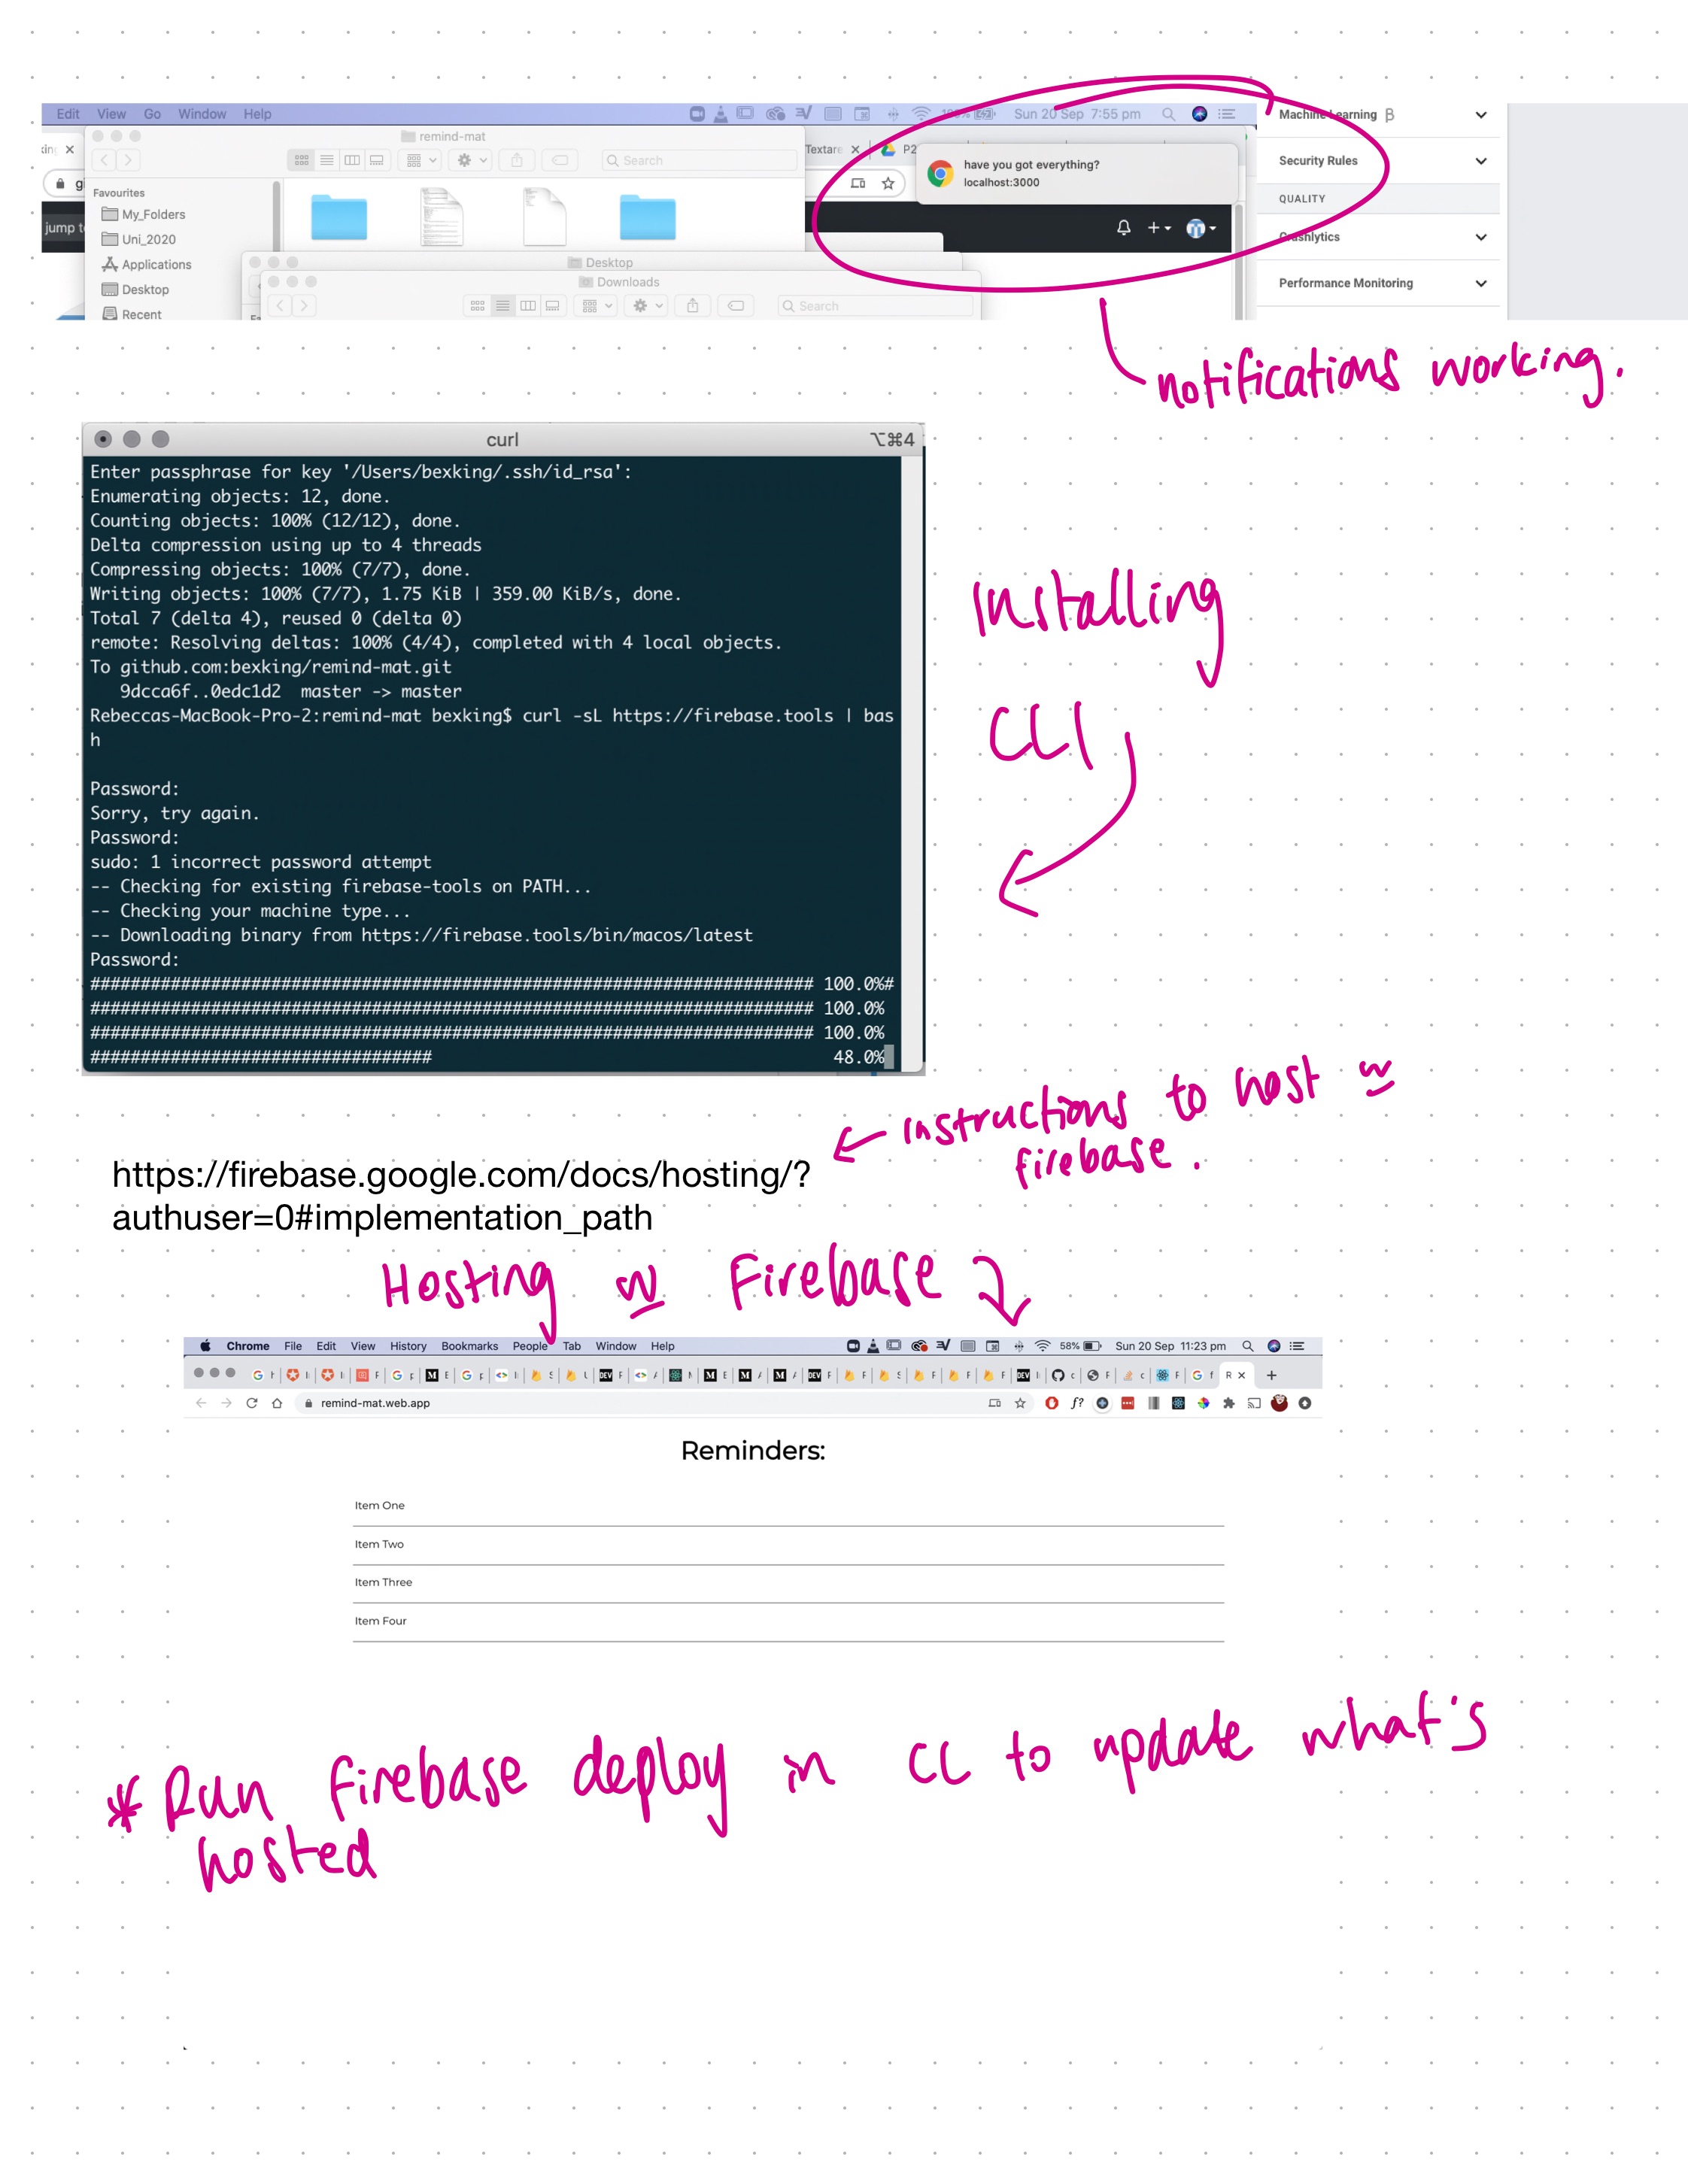 Edit View Go Window Help
Sun 20 Sep 7:55 pm
Machine Learning β
remind-mat
Search
Textare
P2
have you got everything?
localhost:3000
Security Rules
QUALITY
Crashlytics
Performance Monitoring
Favourites
My_Folders
Uni_2020
Applications
Desktop
Recent
jump t
Desktop
Downloads
Search
notifications working.
curl
⌥⌘4
Enter passphrase for key '/Users/bexking/.ssh/id_rsa':
Enumerating objects: 12, done.
Counting objects: 100% (12/12), done.
Delta compression using up to 4 threads
Compressing objects: 100% (7/7), done.
Writing objects: 100% (7/7), 1.75 KiB | 359.00 KiB/s, done.
Total 7 (delta 4), reused 0 (delta 0)
remote: Resolving deltas: 100% (4/4), completed with 4 local objects.
To github.com:bexking/remind-mat.git
9dcca6f..0edc1d2 master -> master
Rebeccas-MacBook-Pro-2:remind-mat bexking$ curl -sL https://firebase.tools | bas
h
Password:
Sorry, try again.
Password:
sudo: 1 incorrect password attempt
-- Checking for existing firebase-tools on PATH...
-- Checking your machine type...
-- Downloading binary from https://firebase.tools/bin/macos/latest
Password:
######################################################################## 100.0%#
######################################################################## 100.0%
######################################################################## 100.0%
################################## 48.0%
Installing
CLI
instructions to host w
firebase.
https://firebase.google.com/docs/hosting/?
authuser=0#implementation_path
Hosting w Firebase
Chrome File Edit View History Bookmarks People Tab Window Help
58% Sun 20 Sep 11:23 pm
remind-mat.web.app
Reminders:
Item One
Item Two
Item Three
Item Four
* Run firebase deploy in CL to update what's
hosted